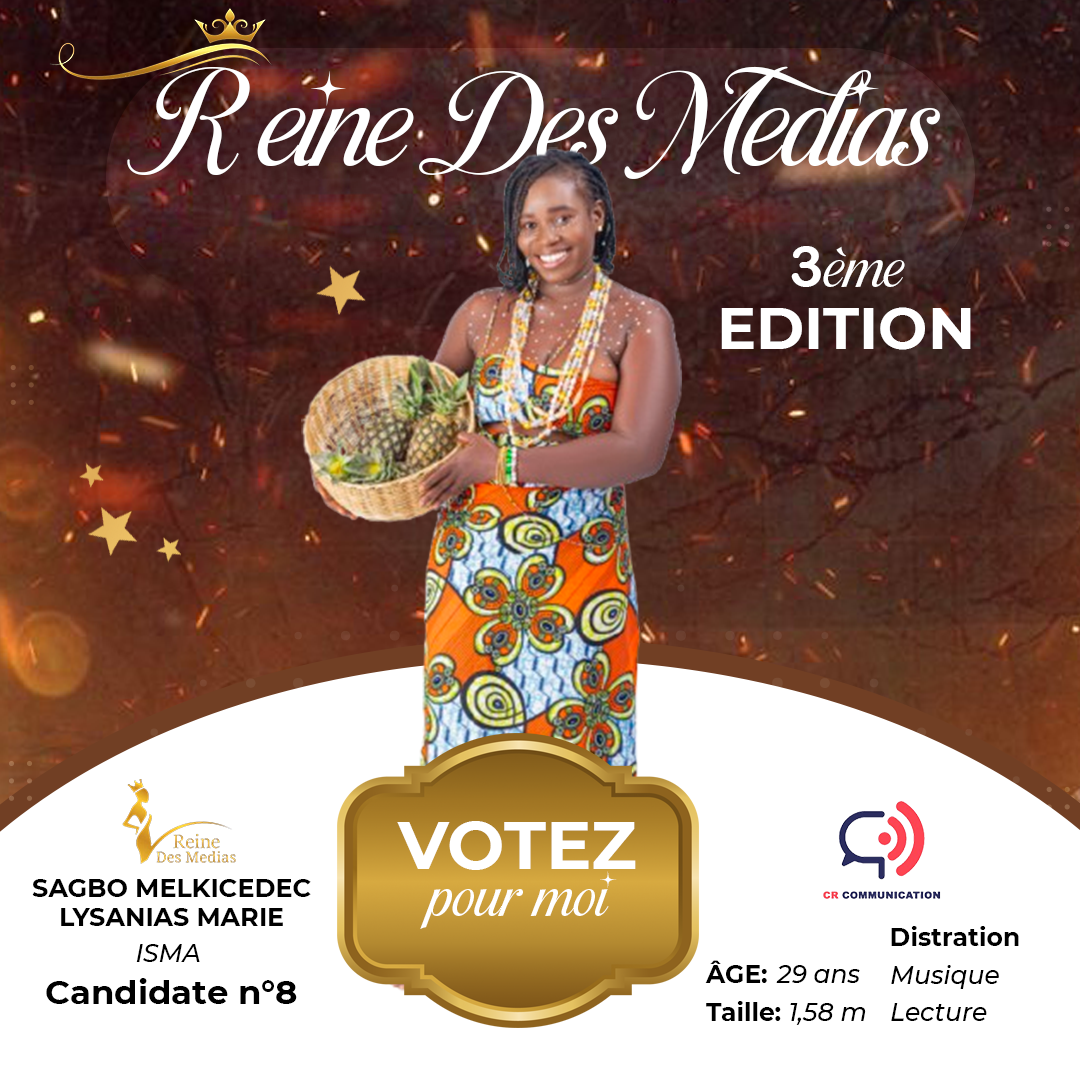 Reine Des Medias
3ème
EDITION
VOTEZ
pour moi
Reine
Des Medias
SAGBO MELKICEDEC
LYSANIAS MARIE
ISMA
Candidate n°8
CR COMMUNICATION
Distration
ÂGE: 29 ans Musique
Taille: 1,58 m Lecture